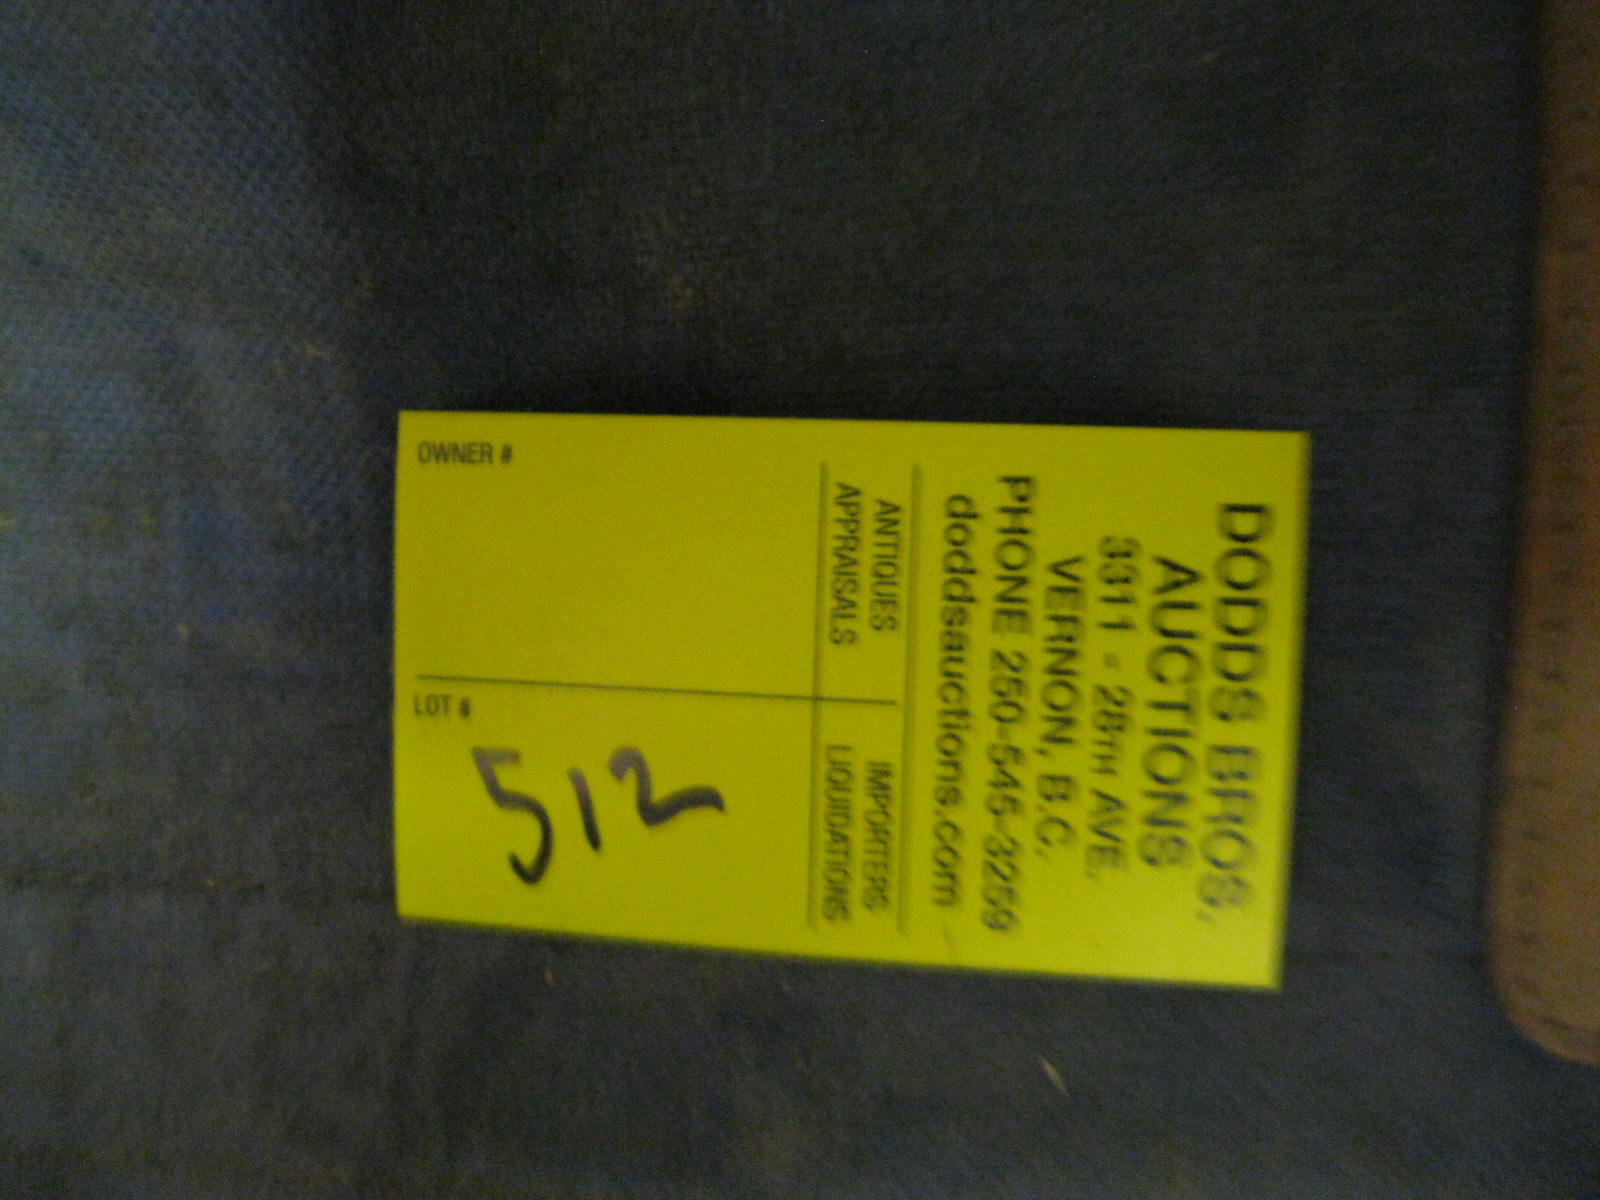 DODDS BROS.
AUCTIONS
3311 - 28TH AVE.
VERNON, B.C.
PHONE 250-545-3259
doddsauctions.com
ANTIQUES
APPRAISALS
IMPORTERS
LIQUIDATIONS
OWNER #
LOT #
512